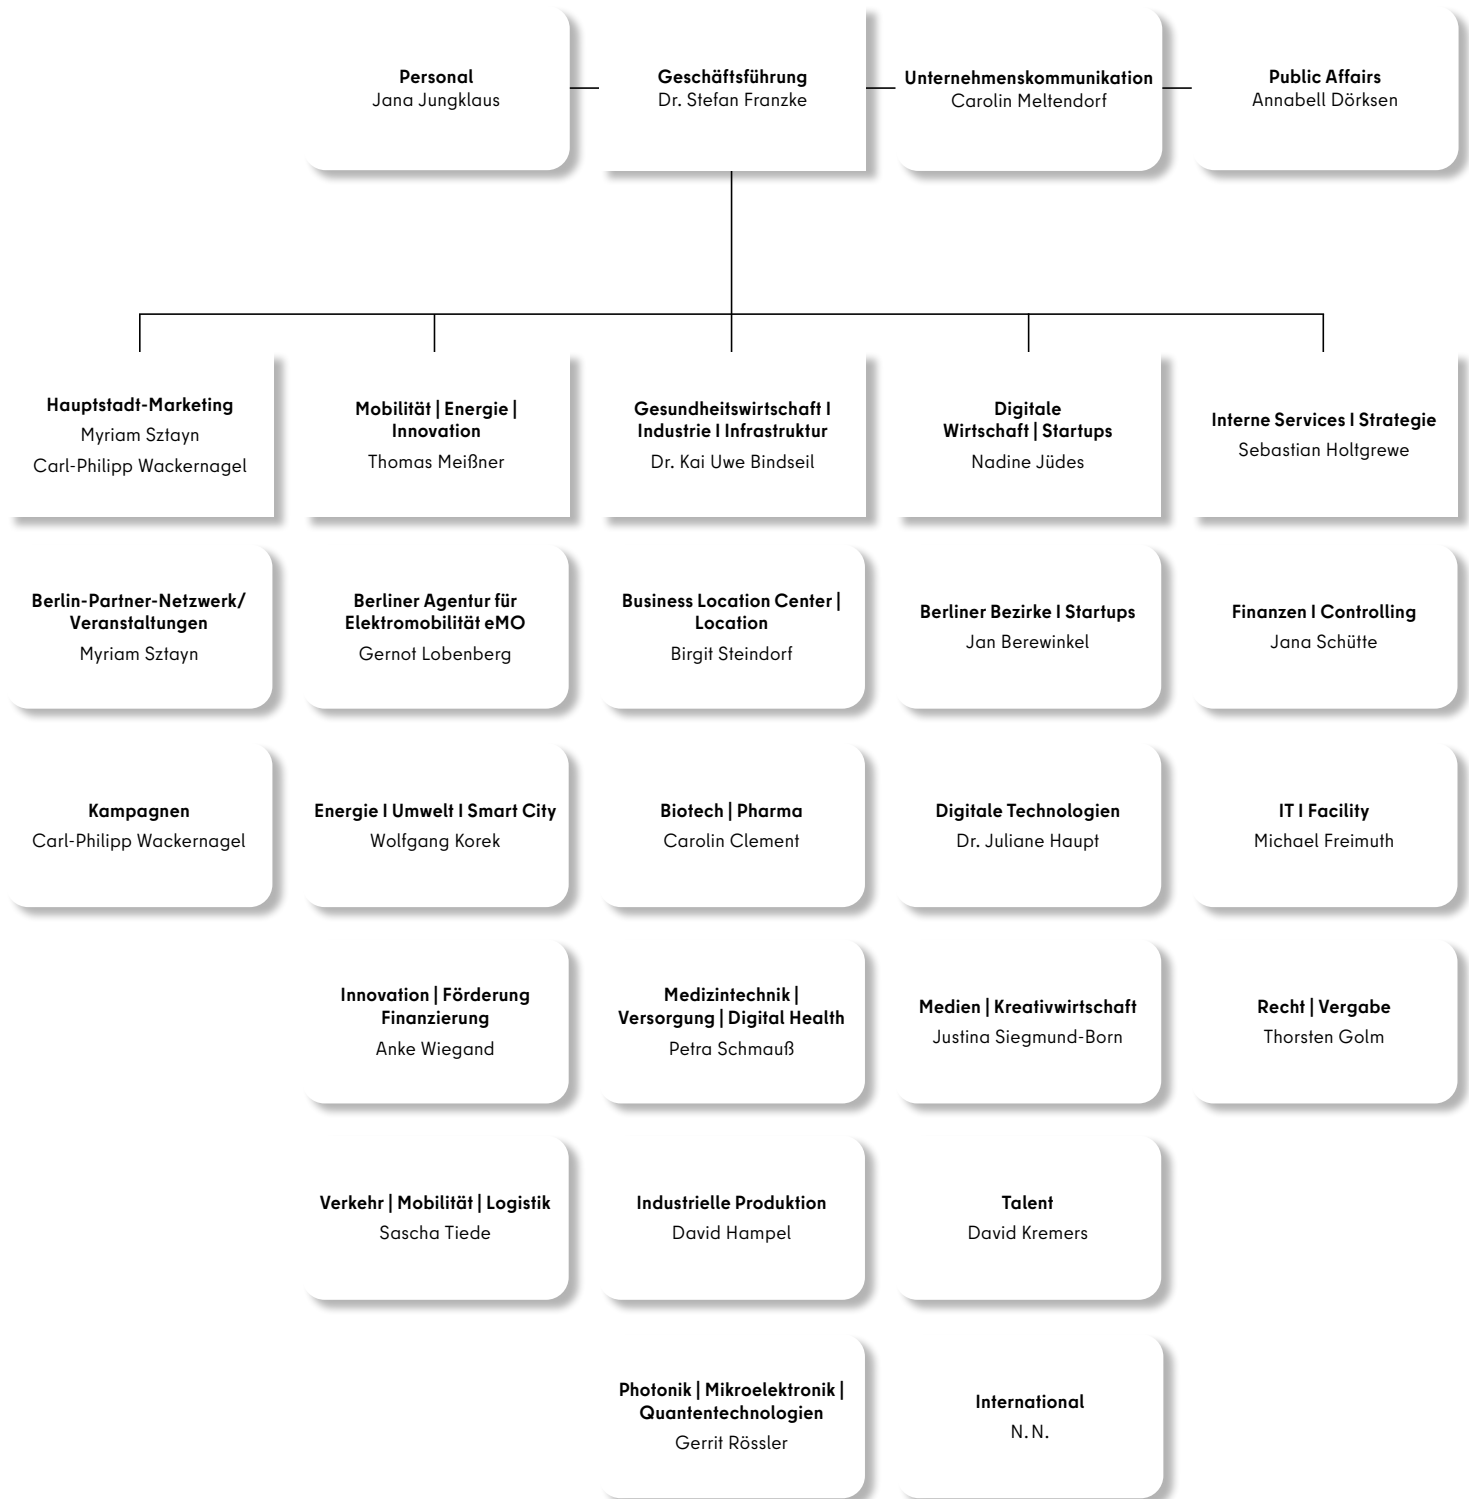 Personal
Jana Jungklaus
Geschäftsführung
Dr. Stefan Franzke
Unternehmenskommunikation
Carolin Meltendorf
Public Affairs
Annabell Dörksen
Hauptstadt-Marketing
Myriam Sztayn
Carl-Philipp Wackernagel
Mobilität | Energie |
Innovation
Thomas Meißner
Gesundheitswirtschaft I
Industrie I Infrastruktur
Dr. Kai Uwe Bindseil
Digitale
Wirtschaft | Startups
Nadine Jüdes
Interne Services I Strategie
Sebastian Holtgrewe
Berlin-Partner-Netzwerk/
Veranstaltungen
Myriam Sztayn
Berliner Agentur für
Elektromobilität eMO
Gernot Lobenberg
Business Location Center |
Location
Birgit Steindorf
Berliner Bezirke I Startups
Jan Berewinkel
Finanzen I Controlling
Jana Schütte
Kampagnen
Carl-Philipp Wackernagel
Energie I Umwelt I Smart City
Wolfgang Korek
Biotech | Pharma
Carolin Clement
Digitale Technologien
Dr. Juliane Haupt
IT I Facility
Michael Freimuth
Innovation | Förderung
Finanzierung
Anke Wiegand
Medizintechnik |
Versorgung | Digital Health
Petra Schmauß
Medien | Kreativwirtschaft
Justina Siegmund-Born
Recht | Vergabe
Thorsten Golm
Verkehr | Mobilität | Logistik
Sascha Tiede
Industrielle Produktion
David Hampel
Talent
David Kremers
Photonik | Mikroelektronik |
Quantentechnologien
Gerrit Rössler
International
N. N.